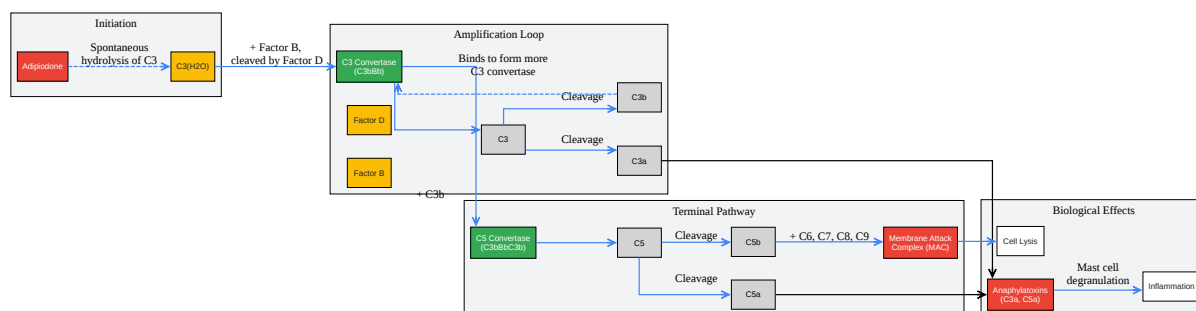 Initiation
Adipiodone
Spontaneous
hydrolysis of C3
C3(H2O)
+ Factor B,
cleaved by Factor D
Amplification Loop
C3 Convertase
(C3bBb)
Binds to form more
C3 convertase
Factor D
Factor B
C3
Cleavage
C3b
Cleavage
C3a
+ C3b
Terminal Pathway
C5 Convertase
(C3bBbC3b)
C5
Cleavage
C5b
+ C6, C7, C8, C9
Membrane Attack
Complex (MAC)
Cleavage
C5a
Biological Effects
Cell Lysis
Anaphylatoxins
(C3a, C5a)
Mast cell
degranulation
Inflammation